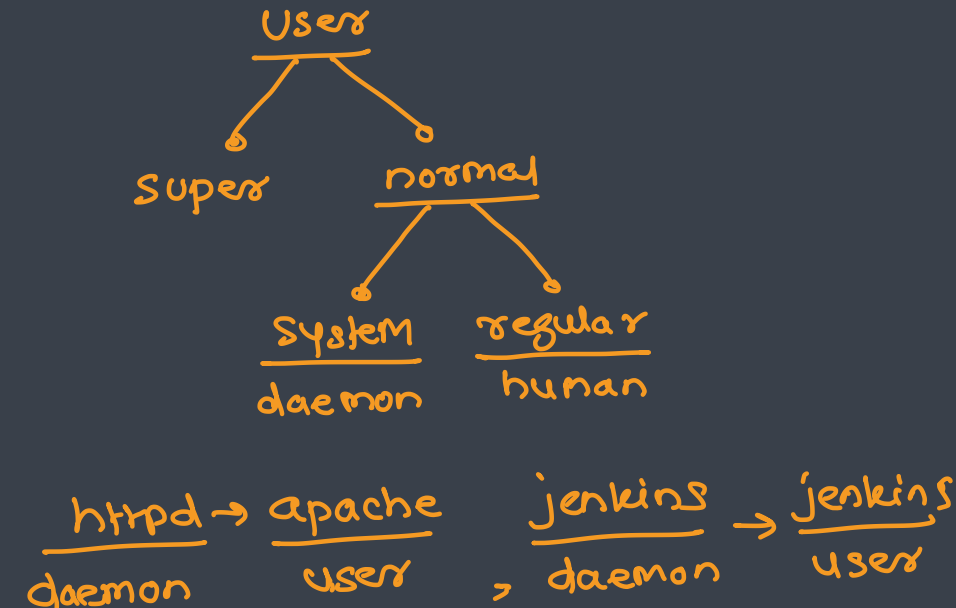 User
super
normal
system
regular
daemon
human
httpd → apache
jenkins → jenkins
daemon
user
, daemon
user